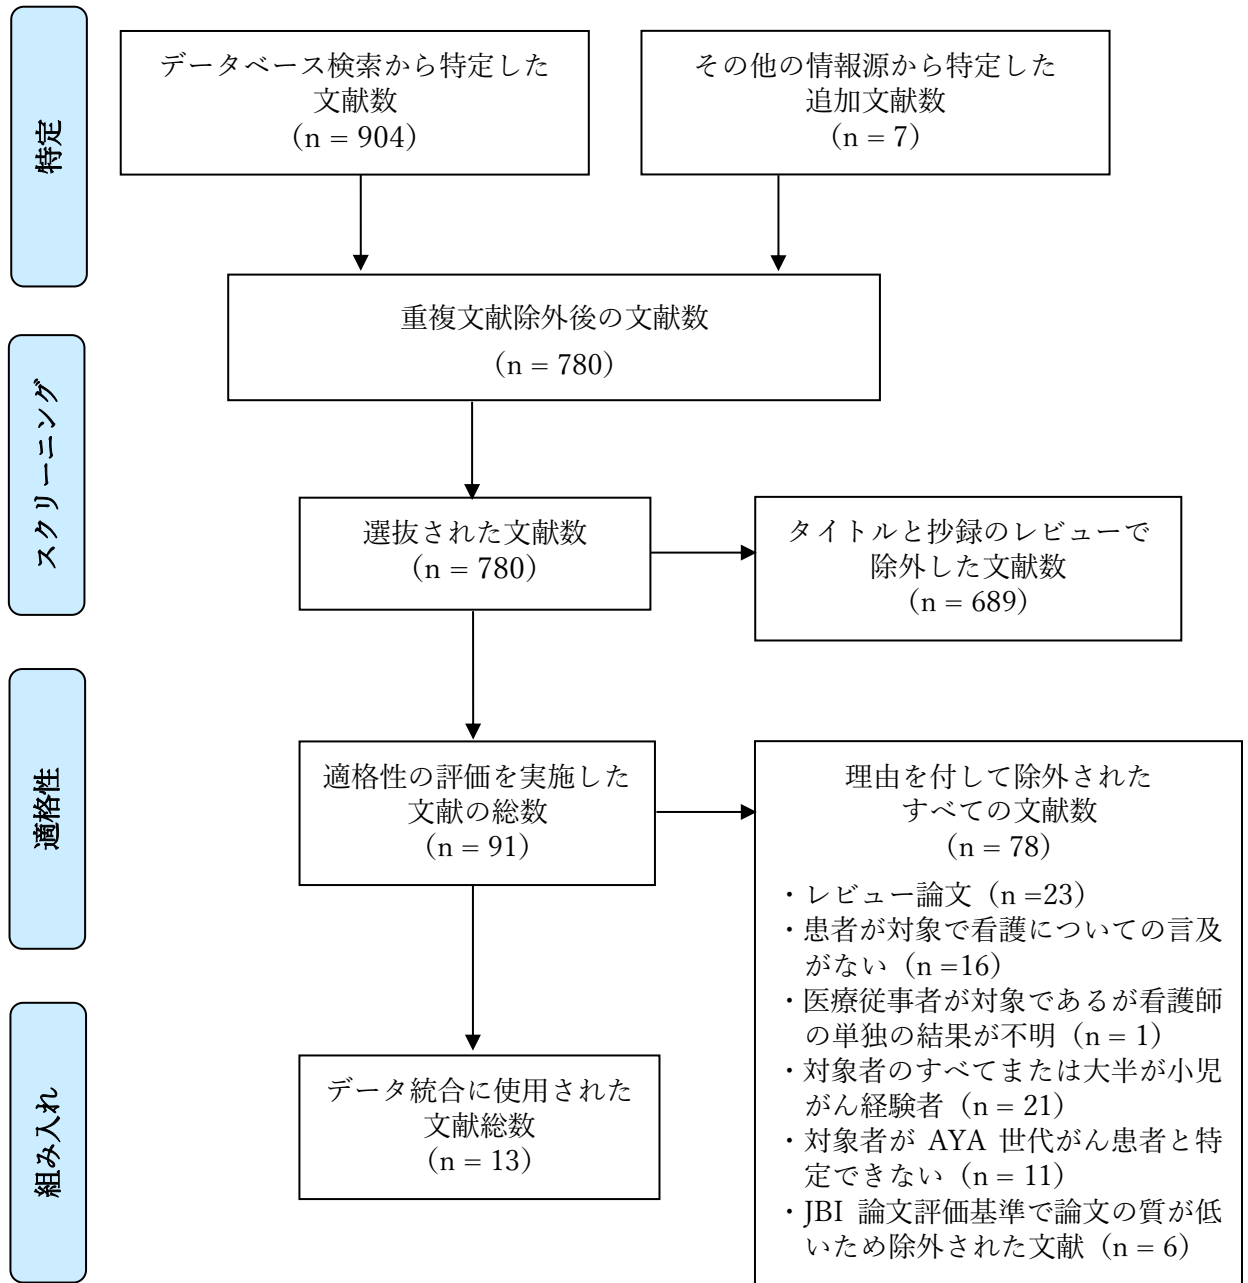 特定
データベース検索から特定した
文献数
（n = 904）
その他の情報源から特定した
追加文献数
（n = 7）
重複文献除外後の文献数
（n = 780）
スクリーニング
選抜された文献数
（n = 780）
タイトルと抄録のレビューで
除外した文献数
（n = 689）
適格性
適格性の評価を実施した
文献の総数
（n = 91）
理由を付して除外された
すべての文献数
（n = 78）
・レビュー論文（n =23）
・患者が対象で看護についての言及
がない（n =16）
・医療従事者が対象であるが看護師
の単独の結果が不明（n = 1）
・対象者のすべてまたは大半が小児
がん経験者（n = 21）
・対象者が AYA 世代がん患者と特
定できない（n = 11）
・JBI 論文評価基準で論文の質が低
いため除外された文献（n = 6）
組み入れ
データ統合に使用された
文献総数
（n = 13）